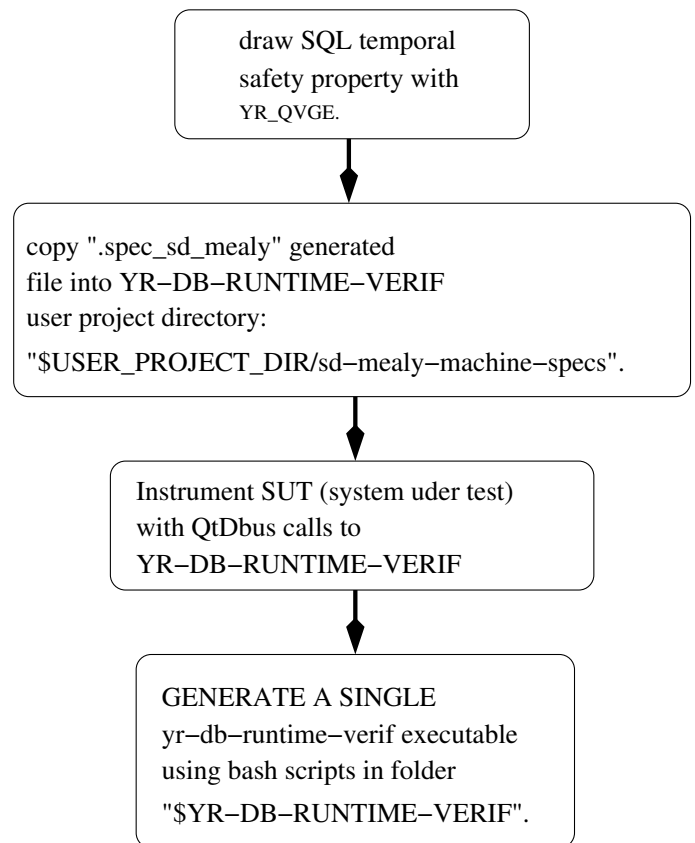 draw SQL temporal
safety property with
YR_QVGE.
copy ".spec_sd_mealy" generated
file into YR−DB−RUNTIME−VERIF
user project directory:
"$USER_PROJECT_DIR/sd−mealy−machine−specs".
Instrument SUT (system uder test)
with QtDbus calls to
YR−DB−RUNTIME−VERIF
GENERATE A SINGLE
yr−db−runtime−verif executable
using bash scripts in folder
"$YR−DB−RUNTIME−VERIF".